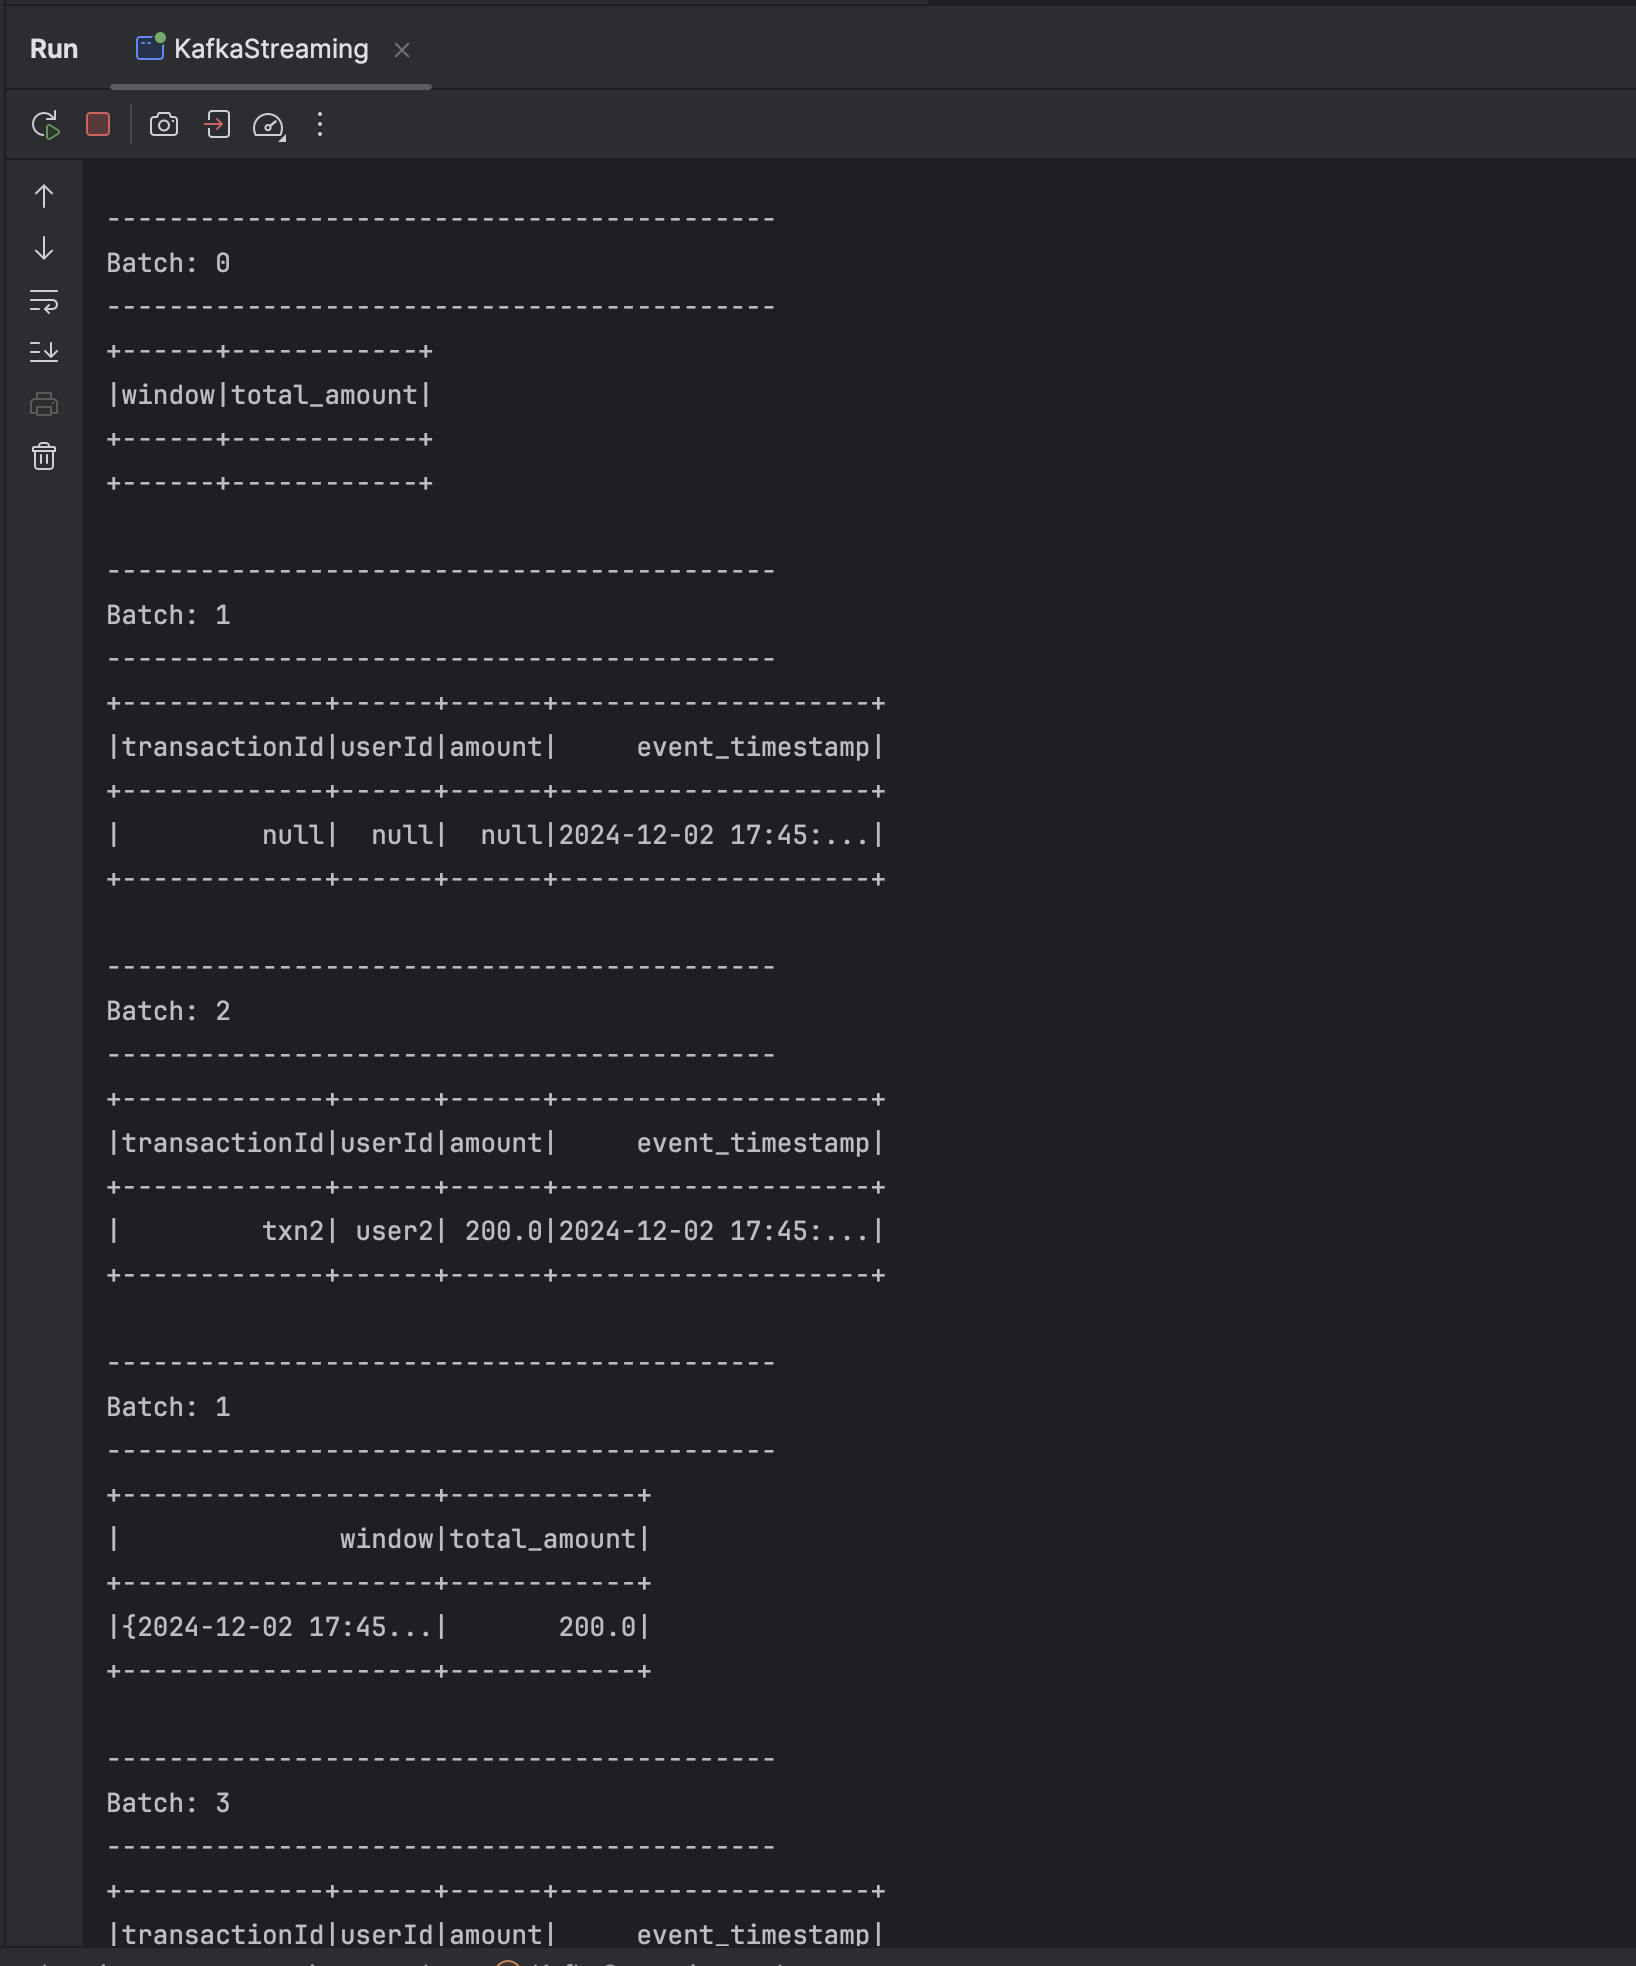 Run KafkaStreaming
-------------------------------------------
Batch: 0
-------------------------------------------
+------+------------+
|window|total_amount|
+------+------------+
+------+------------+
-------------------------------------------
Batch: 1
-------------------------------------------
+-------------+------+------+--------------------+
|transactionId|userId|amount|     event_timestamp|
+-------------+------+------+--------------------+
|         null|  null|  null|2024-12-02 17:45:...|
+-------------+------+------+--------------------+
-------------------------------------------
Batch: 2
-------------------------------------------
+-------------+------+------+--------------------+
|transactionId|userId|amount|     event_timestamp|
+-------------+------+------+--------------------+
|         txn2| user2| 200.0|2024-12-02 17:45:...|
+-------------+------+------+--------------------+
-------------------------------------------
Batch: 1
-------------------------------------------
+--------------------+------------+
|              window|total_amount|
+--------------------+------------+
|{2024-12-02 17:45...|       200.0|
+--------------------+------------+
-------------------------------------------
Batch: 3
-------------------------------------------
+-------------+------+------+--------------------+
|transactionId|userId|amount|     event_timestamp|